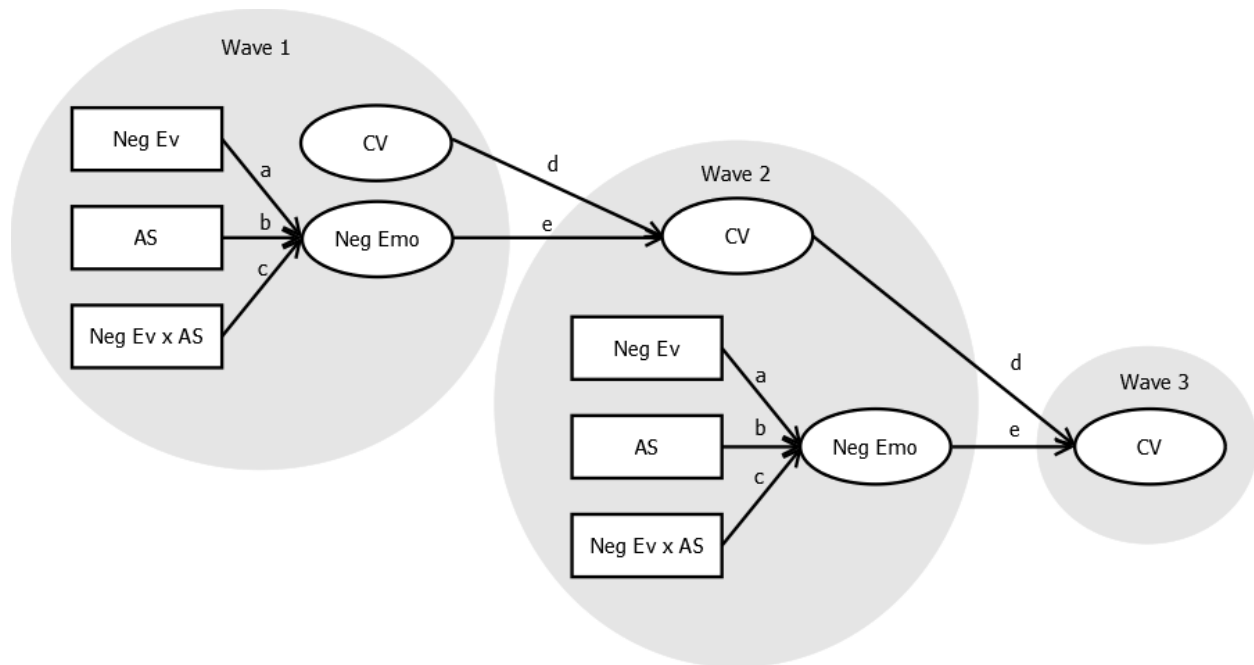 Wave 1
Neg Ev
CV
a
d
AS
b
Neg Emo
e
c
Neg Ev x AS
Wave 2
CV
Neg Ev
a
d
AS
b
Neg Emo
e
c
Neg Ev x AS
Wave 3
CV